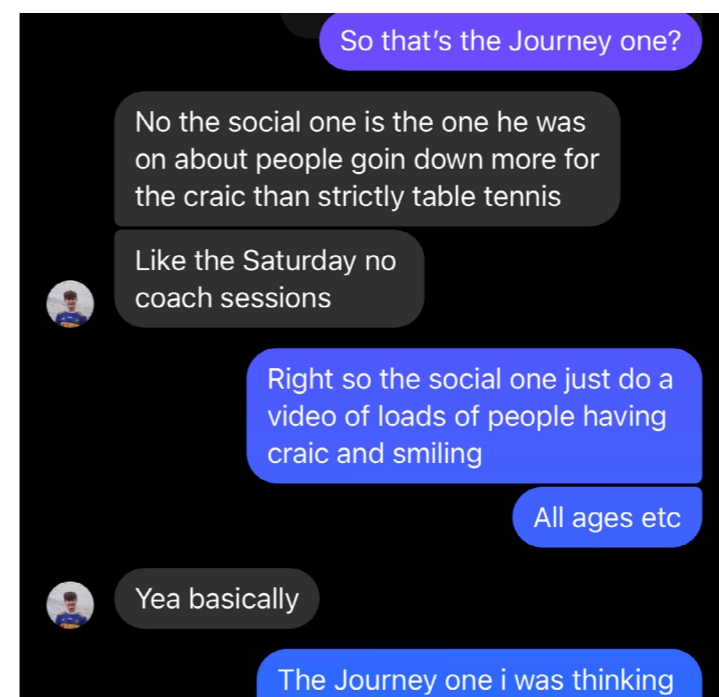 So that’s the Journey one?
No the social one is the one he was
on about people goin down more for
the craic than strictly table tennis
Like the Saturday no
coach sessions
Right so the social one just do a
video of loads of people having
craic and smiling
All ages etc
Yea basically
The Journey one i was thinking